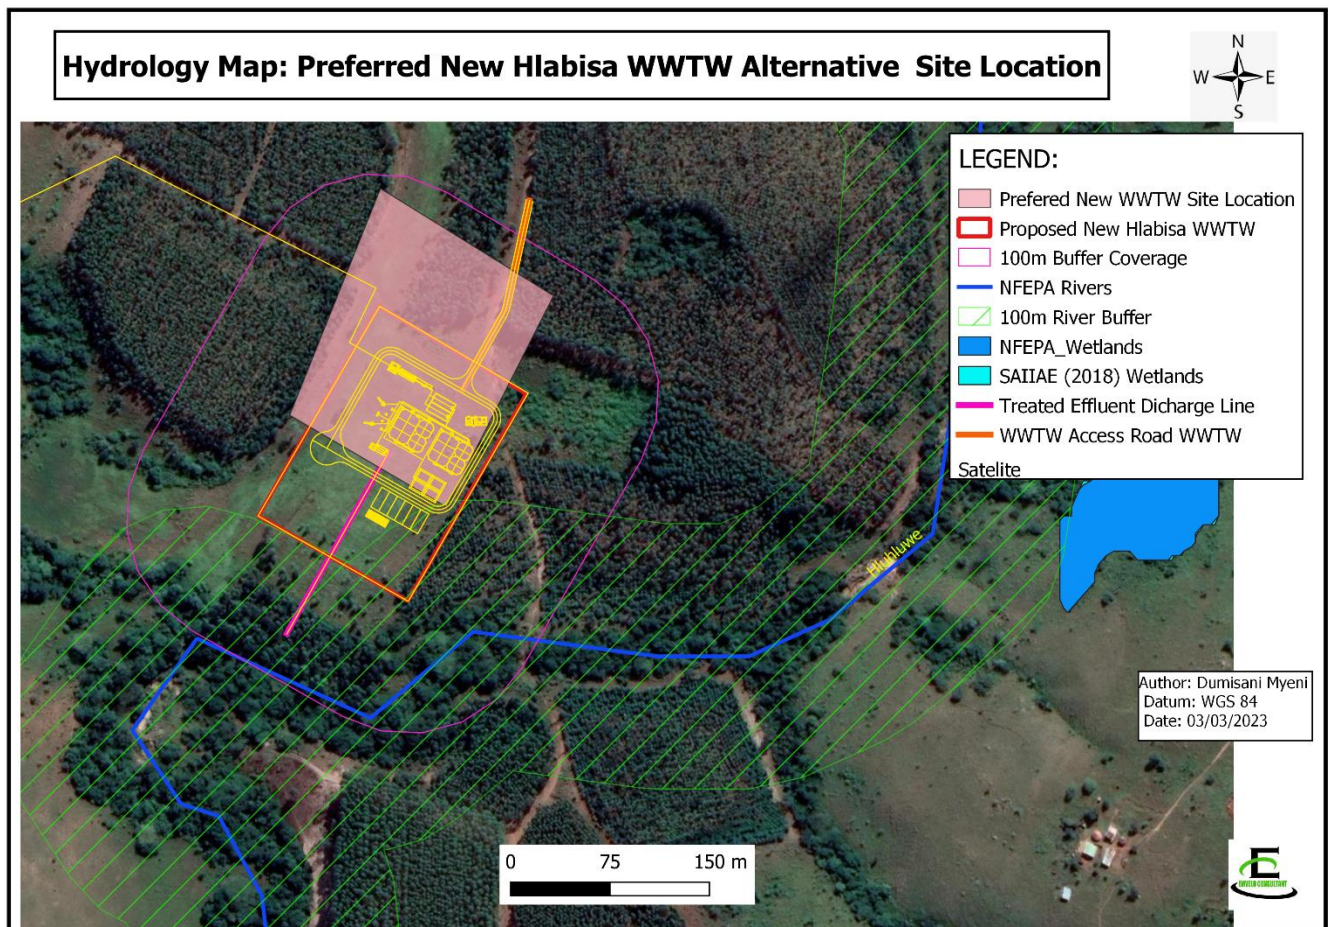 Hydrology Map: Preferred New Hlabisa WWTW Alternative Site Location
N
W E
S
LEGEND:
Prefered New WWTW Site Location
Proposed New Hlabisa WWTW
100m Buffer Coverage
NFEPA Rivers
100m River Buffer
NFEPA_Wetlands
SAIIAE (2018) Wetlands
Treated Effluent Dicharge Line
WWTW Access Road WWTW
Satelite
Hluhluwe
Author: Dumisani Myeni
Datum: WGS 84
Date: 03/03/2023
0 75 150 m
E